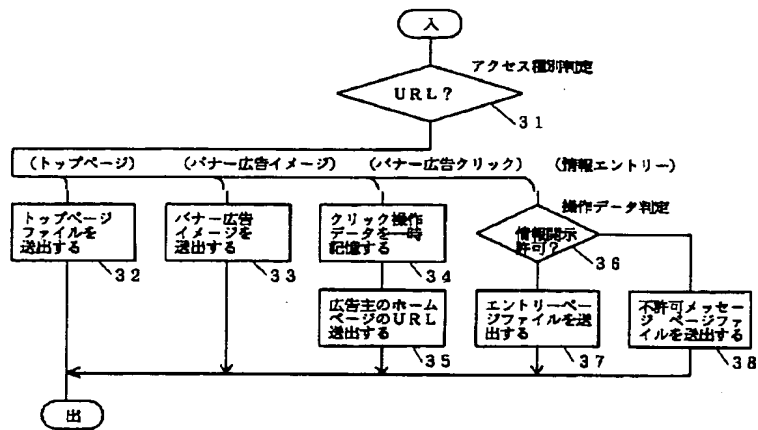 入
アクセス種別判定
URL?
31
(トップページ)
(バナー広告イメージ)
(バナー広告クリック)
(情報エントリー)
操作データ判定
トップページ
ファイルを
送出する
32
バナー広告
イメージを
送出する
33
クリック操作
データを一時
記憶する
34
情報開示
許可?
36
広告主のホーム
ページのURL
送出する
35
エントリーペー
ジファイルを送
出する
37
不許可メッセー
ジ ページファ
イルを送出する
38
出